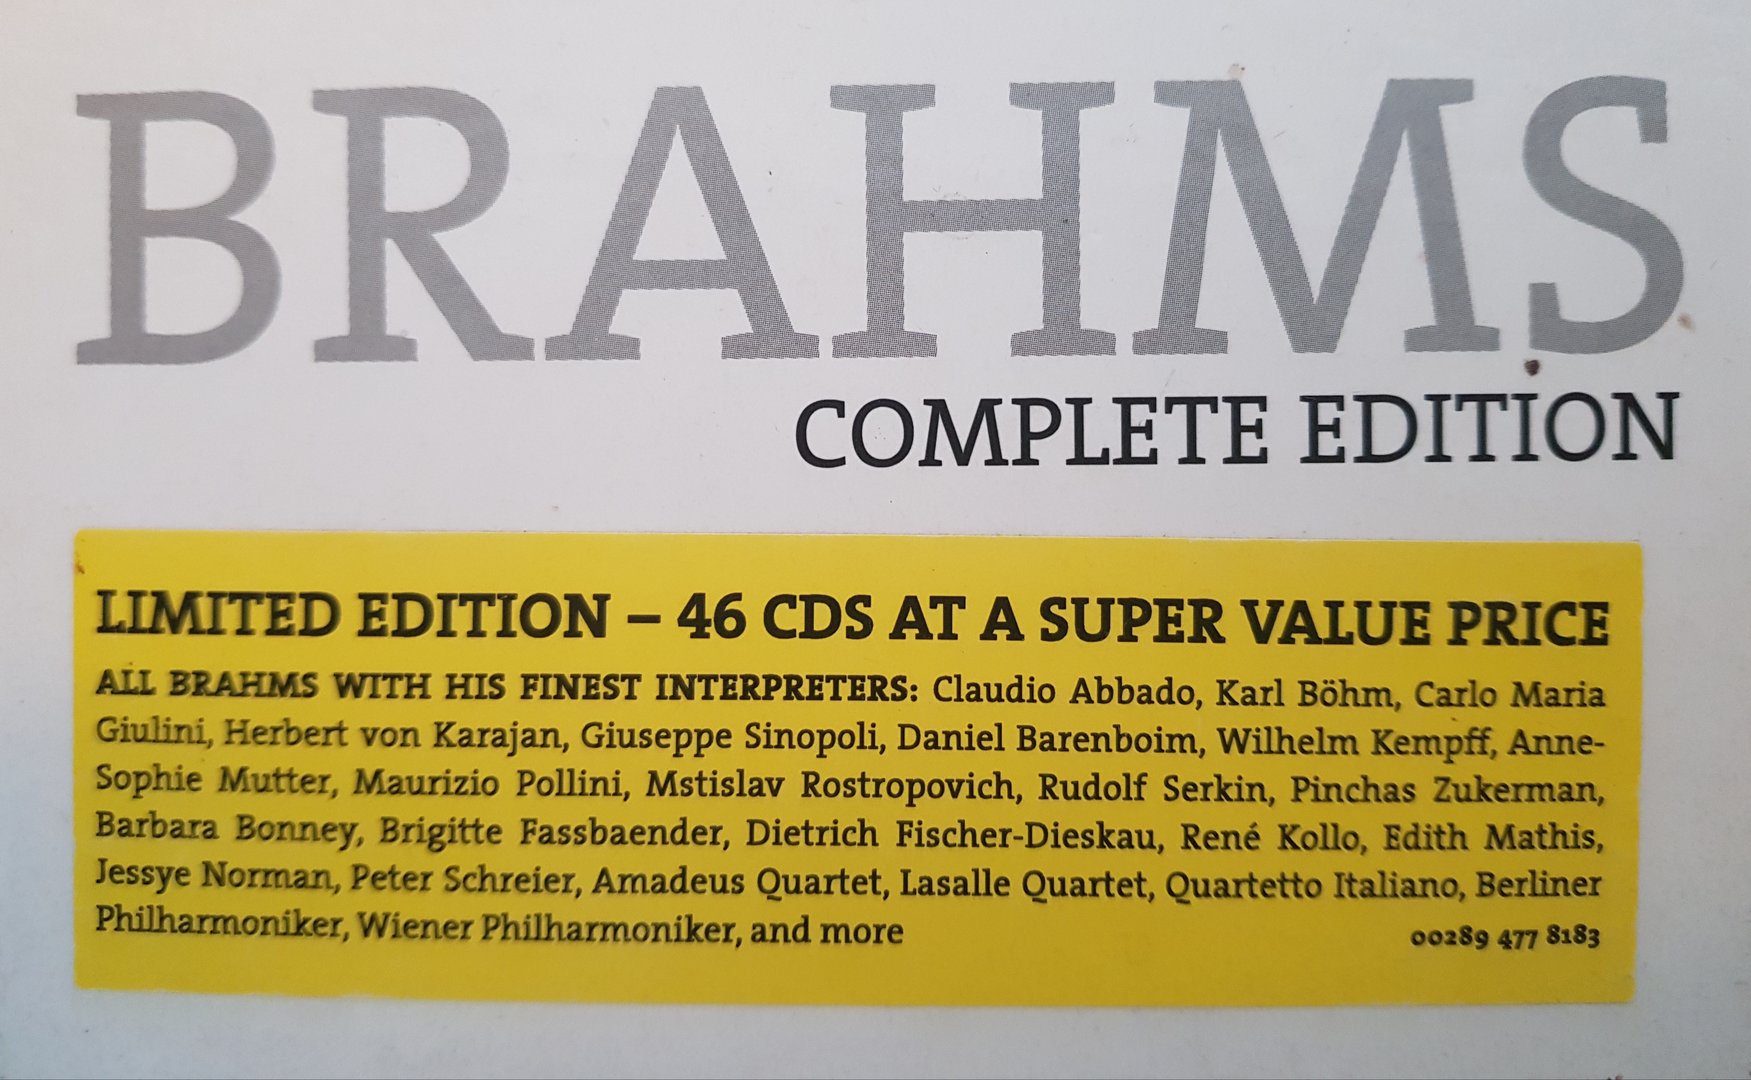 BRAHMS
COMPLETE EDITION
LIMITED EDITION – 46 CDS AT A SUPER VALUE PRICE
ALL BRAHMS WITH HIS FINEST INTERPRETERS: Claudio Abbado, Karl Böhm, Carlo Maria
Giulini, Herbert von Karajan, Giuseppe Sinopoli, Daniel Barenboim, Wilhelm Kempff, Anne-
Sophie Mutter, Maurizio Pollini, Mstislav Rostropovich, Rudolf Serkin, Pinchas Zukerman,
Barbara Bonney, Brigitte Fassbaender, Dietrich Fischer-Dieskau, René Kollo, Edith Mathis,
Jessye Norman, Peter Schreier, Amadeus Quartet, Lasalle Quartet, Quartetto Italiano, Berliner
Philharmoniker, Wiener Philharmoniker, and more 00289 477 8183